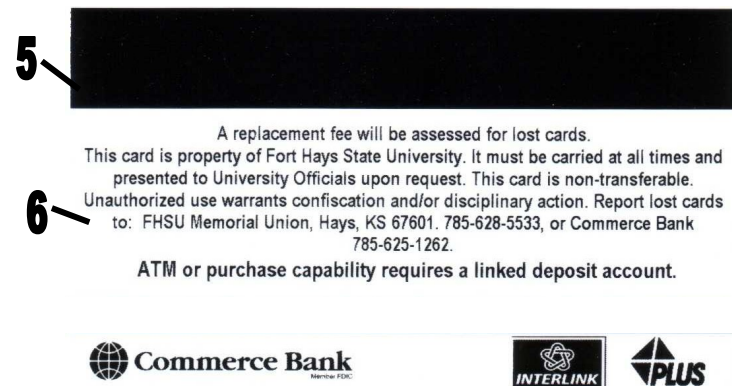 5
A replacement fee will be assessed for lost cards.
This card is property of Fort Hays State University. It must be carried at all times and
presented to University Officials upon request. This card is non-transferable.
Unauthorized use warrants confiscation and/or disciplinary action. Report lost cards
6
to: FHSU Memorial Union, Hays, KS 67601. 785-628-5533, or Commerce Bank
785-625-1262.
ATM or purchase capability requires a linked deposit account.
Commerce Bank
Member FDIC
INTERLINK
PLUS